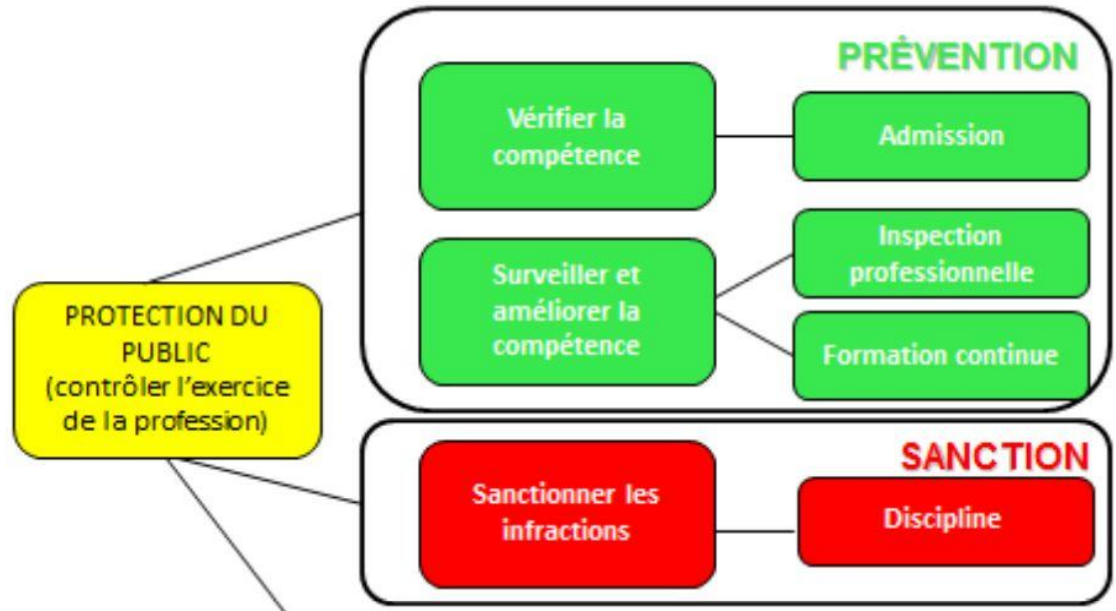 PRÉVENTION
Vérifier la
compétence
Admission
Surveiller et
améliorer la
compétence
Inspection
professionnelle
Formation continue
PROTECTION DU
PUBLIC
(contrôler l'exercice
de la profession)
SANCTION
Sanctionner les
infractions
Discipline